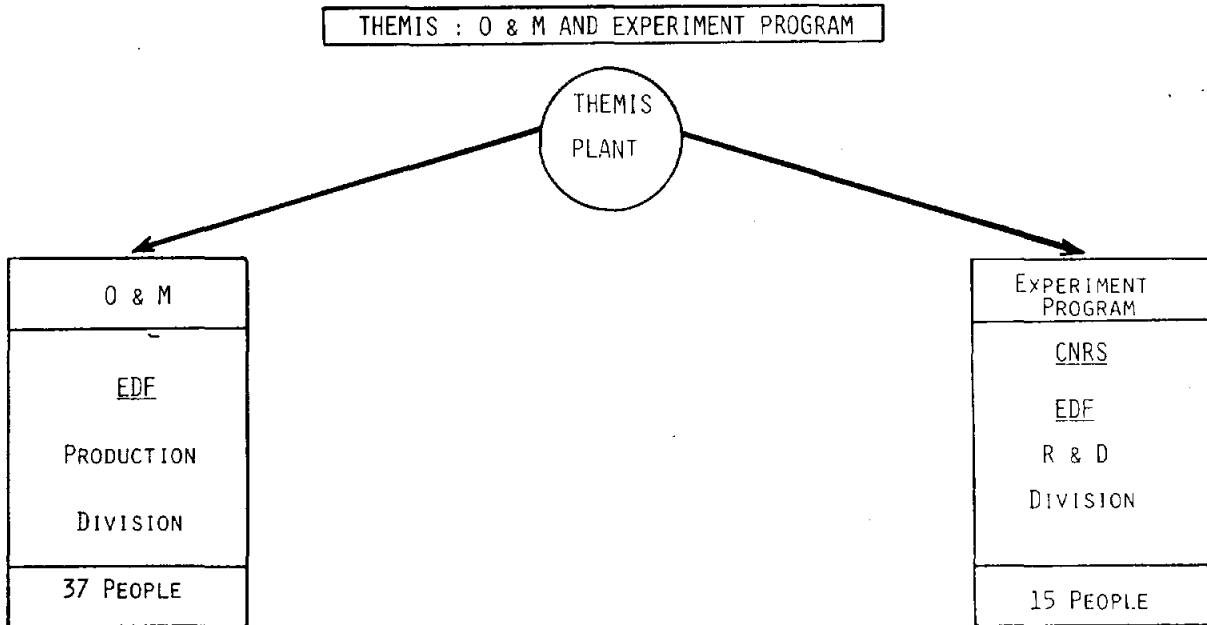 THEMIS : O & M AND EXPERIMENT PROGRAM
THEMIS
PLANT
O & M
EDF
PRODUCTION
DIVISION
37 PEOPLE
EXPERIMENT
PROGRAM
CNRS
EDF
R & D
DIVISION
15 PEOPLE